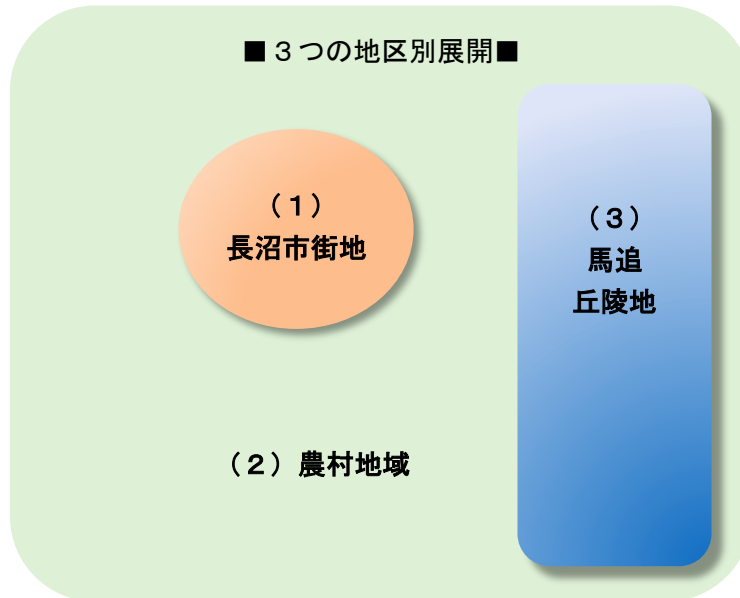 ■３つの地区別展開■
（１）
長沼市街地
（３）
馬追
丘陵地
（２）農村地域